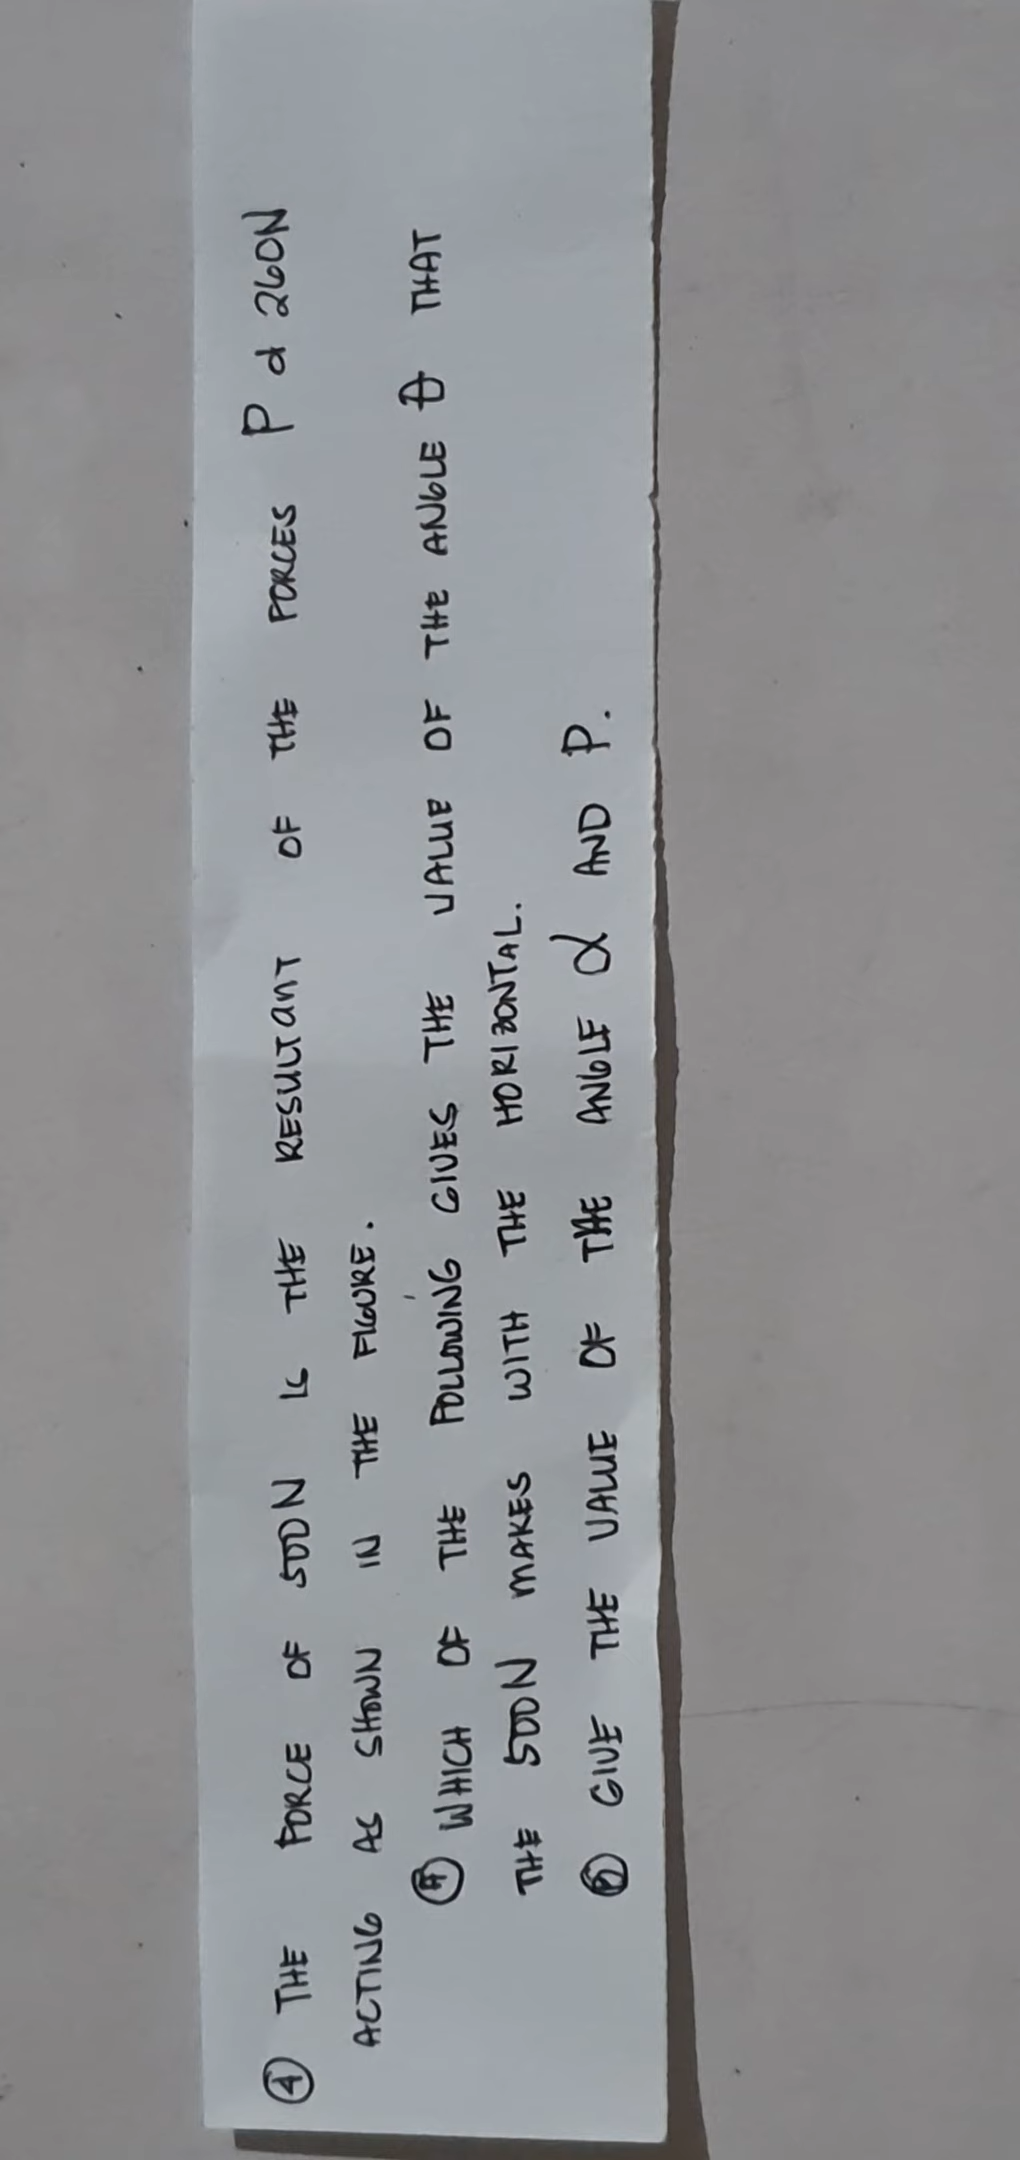 ④ THE FORCE OF 500N IS THE RESULTANT OF THE FORCES P & 260N
ACTING AS SHOWN IN THE FIGURE.
Ⓐ WHICH OF THE FOLLOWING GIVES THE VALUE OF THE ANGLE θ THAT
THE 500N MAKES WITH THE HORIZONTAL.
ⓑ GIVE THE VALUE OF THE ANGLE α AND P.